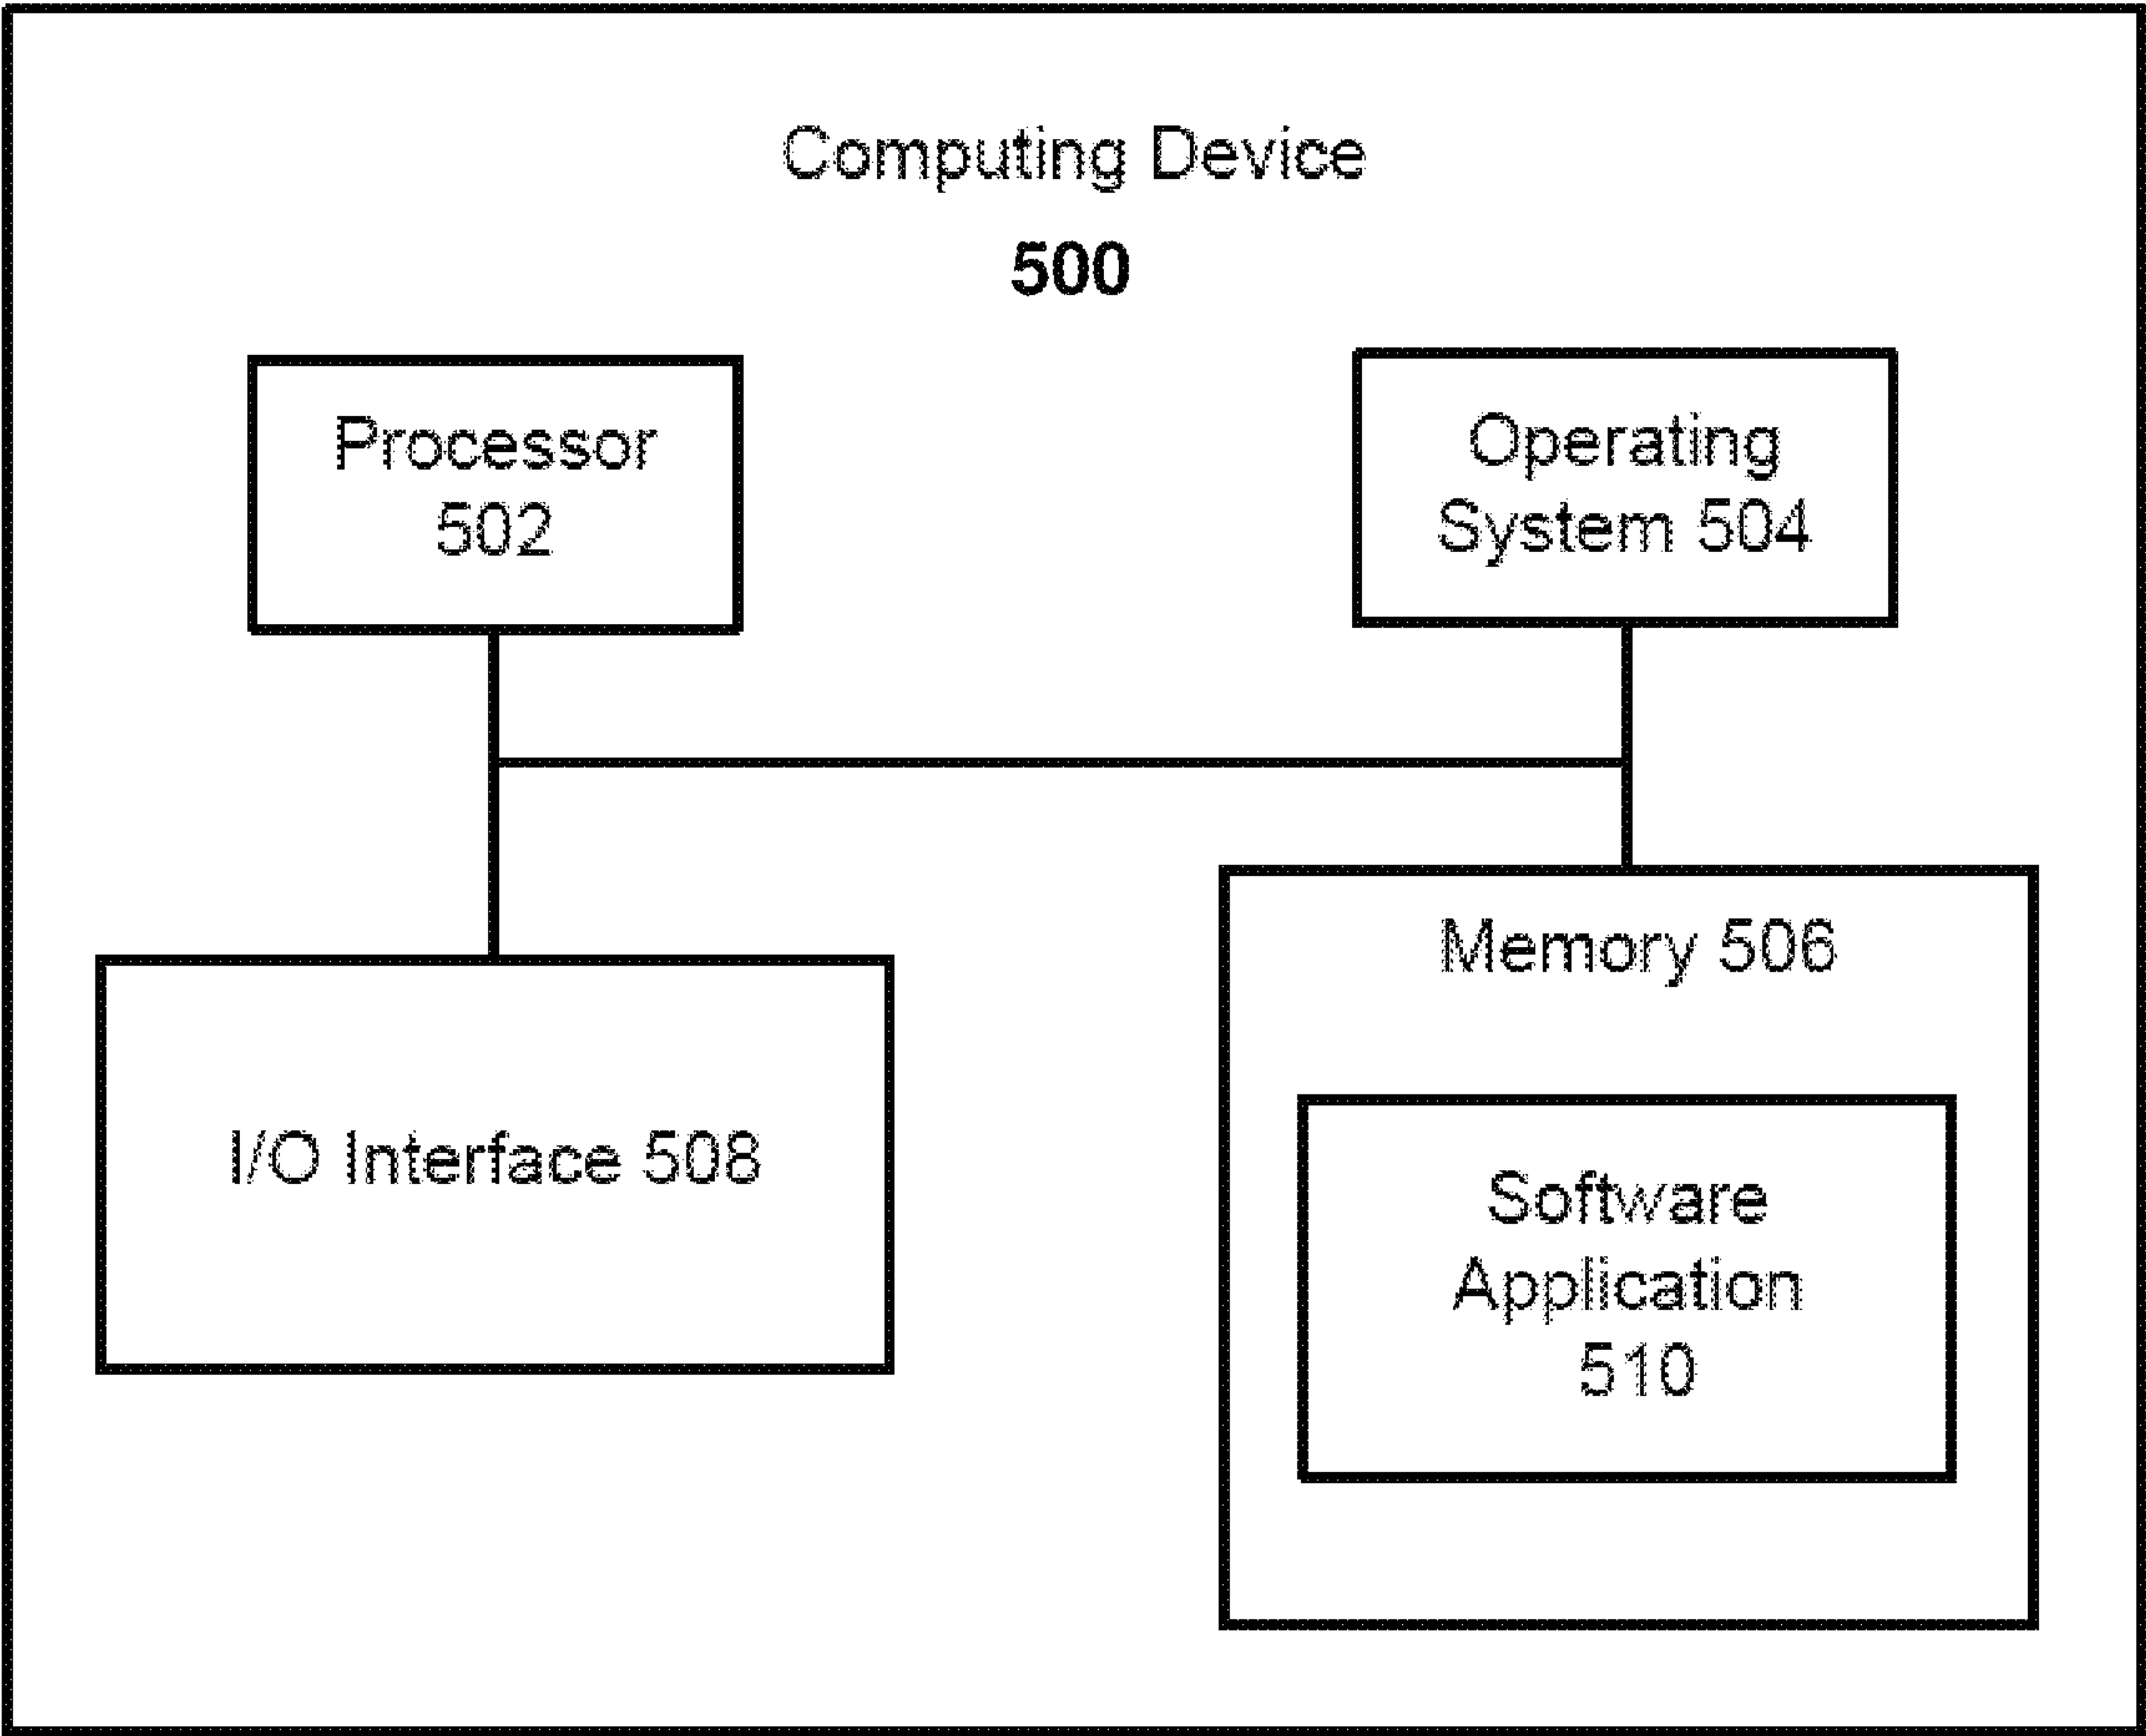 Computing Device
500
Processor
502
Operating
System 504
I/O Interface 508
Memory 506
Software
Application
510